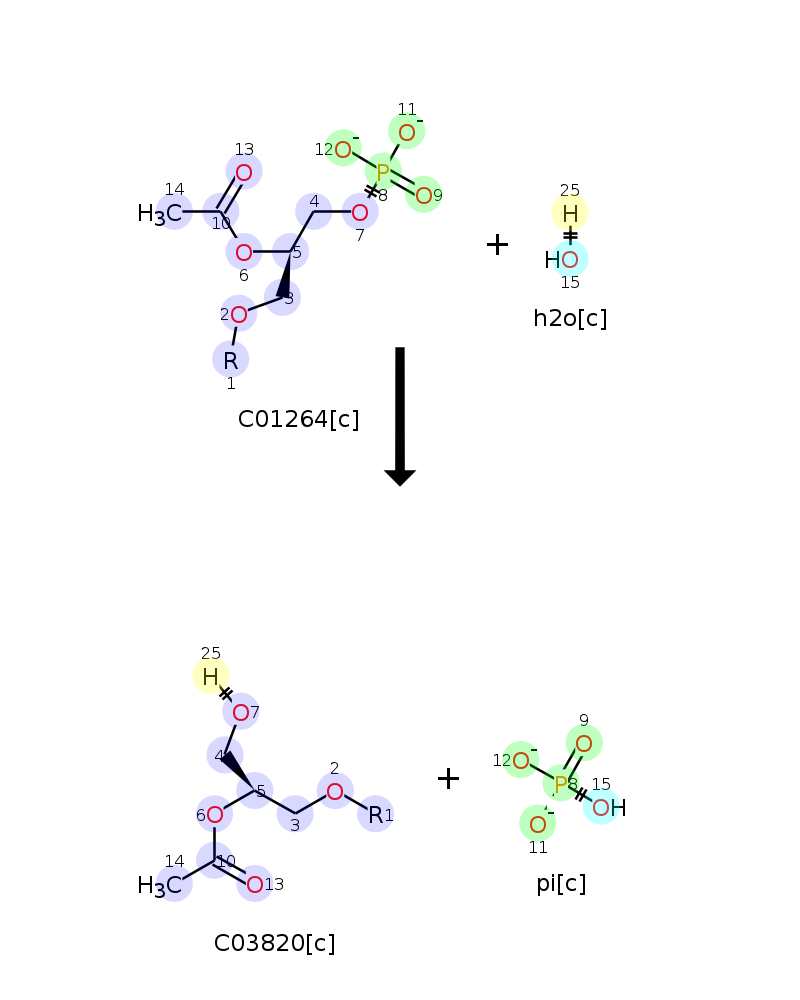 11
12 O- O-
13
O P
14 8 O 9
25
H3C 10 4 O H
7
O 5 + HO
6 15
3 h2o[c]
2 O
R
1
C01264[c]
25
H
O 7
9
4 12 O- O
2 15
5 O + P 8 OH
6 O 3 R 1 O-
11
14 10
H3C O 13 pi[c]
C03820[c]